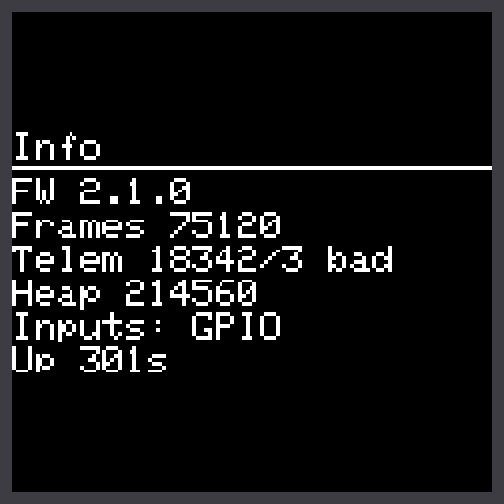 Info
FW 2.1.0
Frames 75120
Telem 18342/3 bad
Heap 214560
Inputs: GPIO
Up 301s